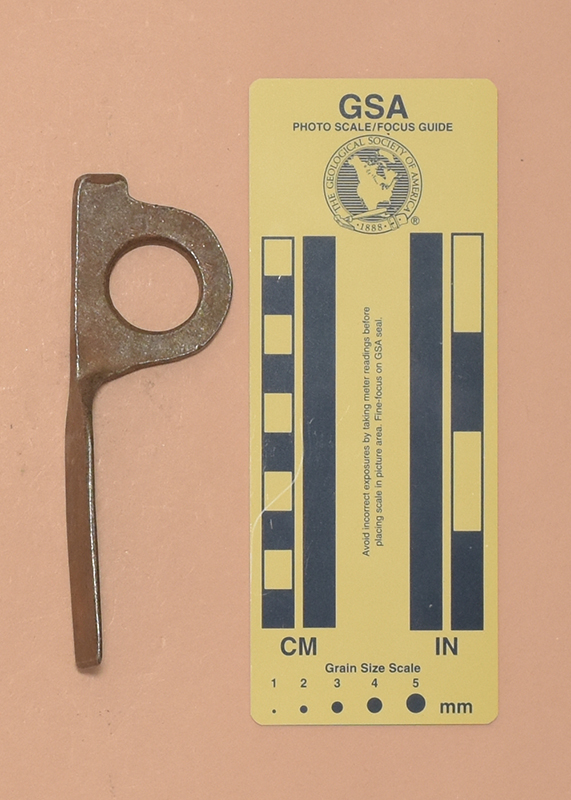 GSA
PHOTO SCALE/FOCUS GUIDE
THE GEOLOGICAL SOCIETY OF AMERICA
·1888·
®
Avoid incorrect exposures by taking meter readings before
placing scale in picture area. Fine-focus on GSA seal.
CM IN
Grain Size Scale
1 2 3 4 5
mm